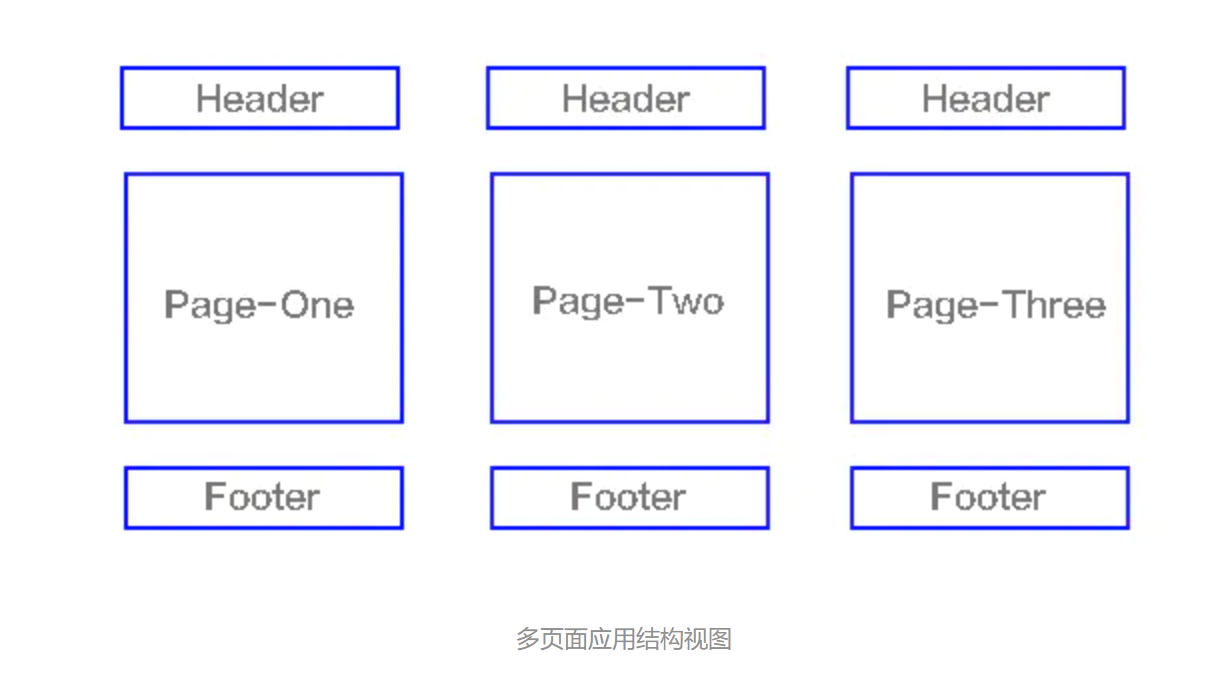 Header
Header
Header
Page-One
Page-Two
Page-Three
Footer
Footer
Footer
多页面应用结构视图